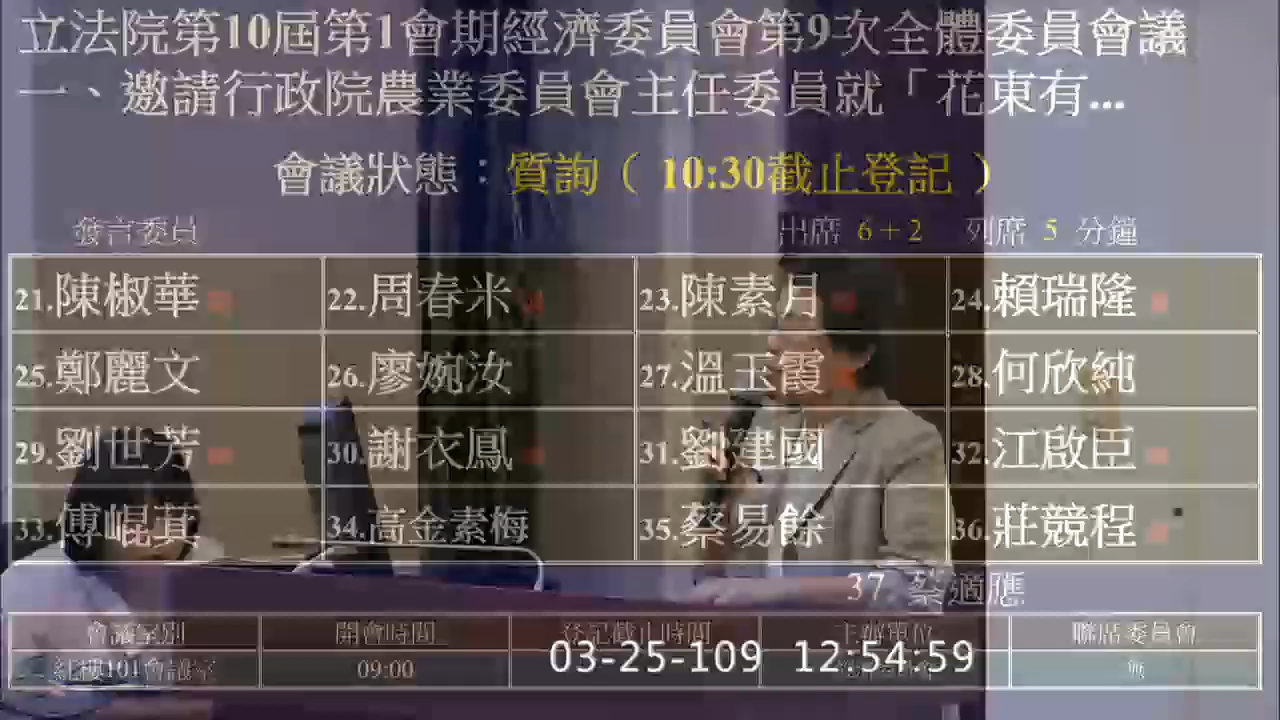 立法院第10屆第1會期經濟委員會第9次全體委員會議
一、邀請行政院農業委員會主任委員就「花東有...
會議狀態：質詢（10:30截止登記）
發言委員 出席 6+2 列席 5 分鐘
21.陳椒華 22.周春米 23.陳素月 24.賴瑞隆
25.鄭麗文 26.廖婉汝 27.溫玉霞 28.何欣純
29.劉世芳 30.謝衣鳳 31.劉建國 32.江啟臣
33.傅崐萁 34.高金素梅 35.蔡易餘 36.莊競程
37. 蔡適應
會議室別 開會時間 登記截止時間 主辦單位 聯席委員會
紅樓101會議室 09:00 無
03-25-109 12:54:59